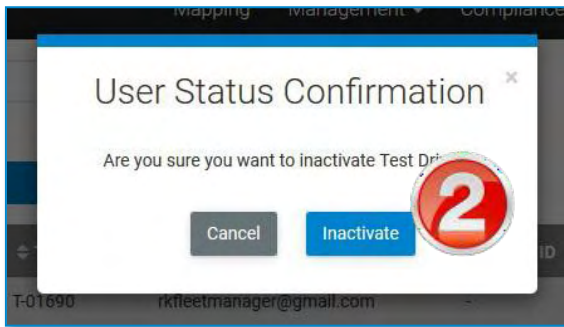 Mapping Management Compliance
User Status Confirmation ×
Are you sure you want to inactivate Test
2
Cancel Inactivate
ID
T-01690 rkfleetmanager@gmail.com -